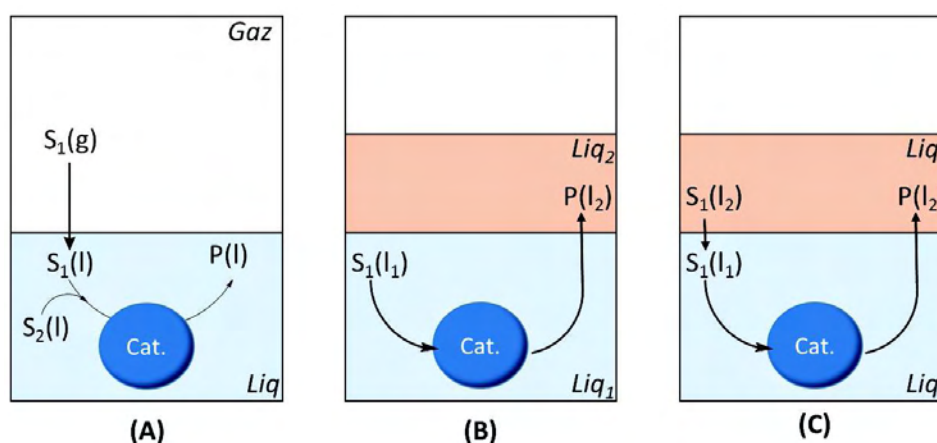 Gaz
S₁(g)
S₁(l)
P(l)
S₂(l)
Cat.
Liq
(A)
Liq₂
P(l₂)
S₁(l₁)
Cat.
Liq₁
(B)
Liq
S₁(l₂)
P(l₂
S₁(l₁)
Cat.
Liq
(C)